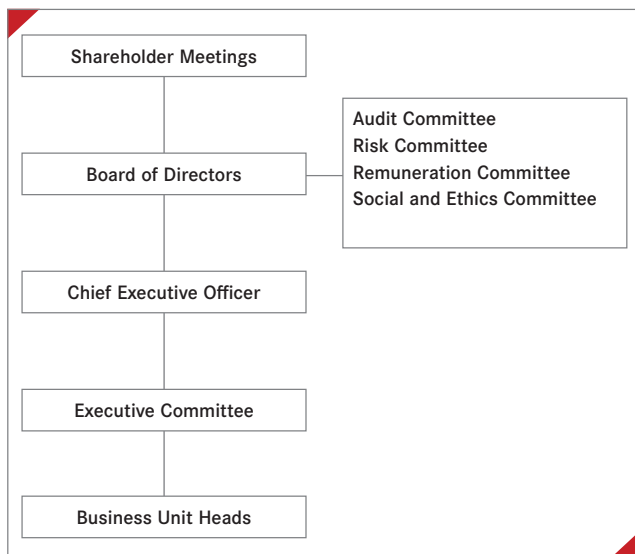 Shareholder Meetings
Board of Directors
Audit Committee
Risk Committee
Remuneration Committee
Social and Ethics Committee
Chief Executive Officer
Executive Committee
Business Unit Heads